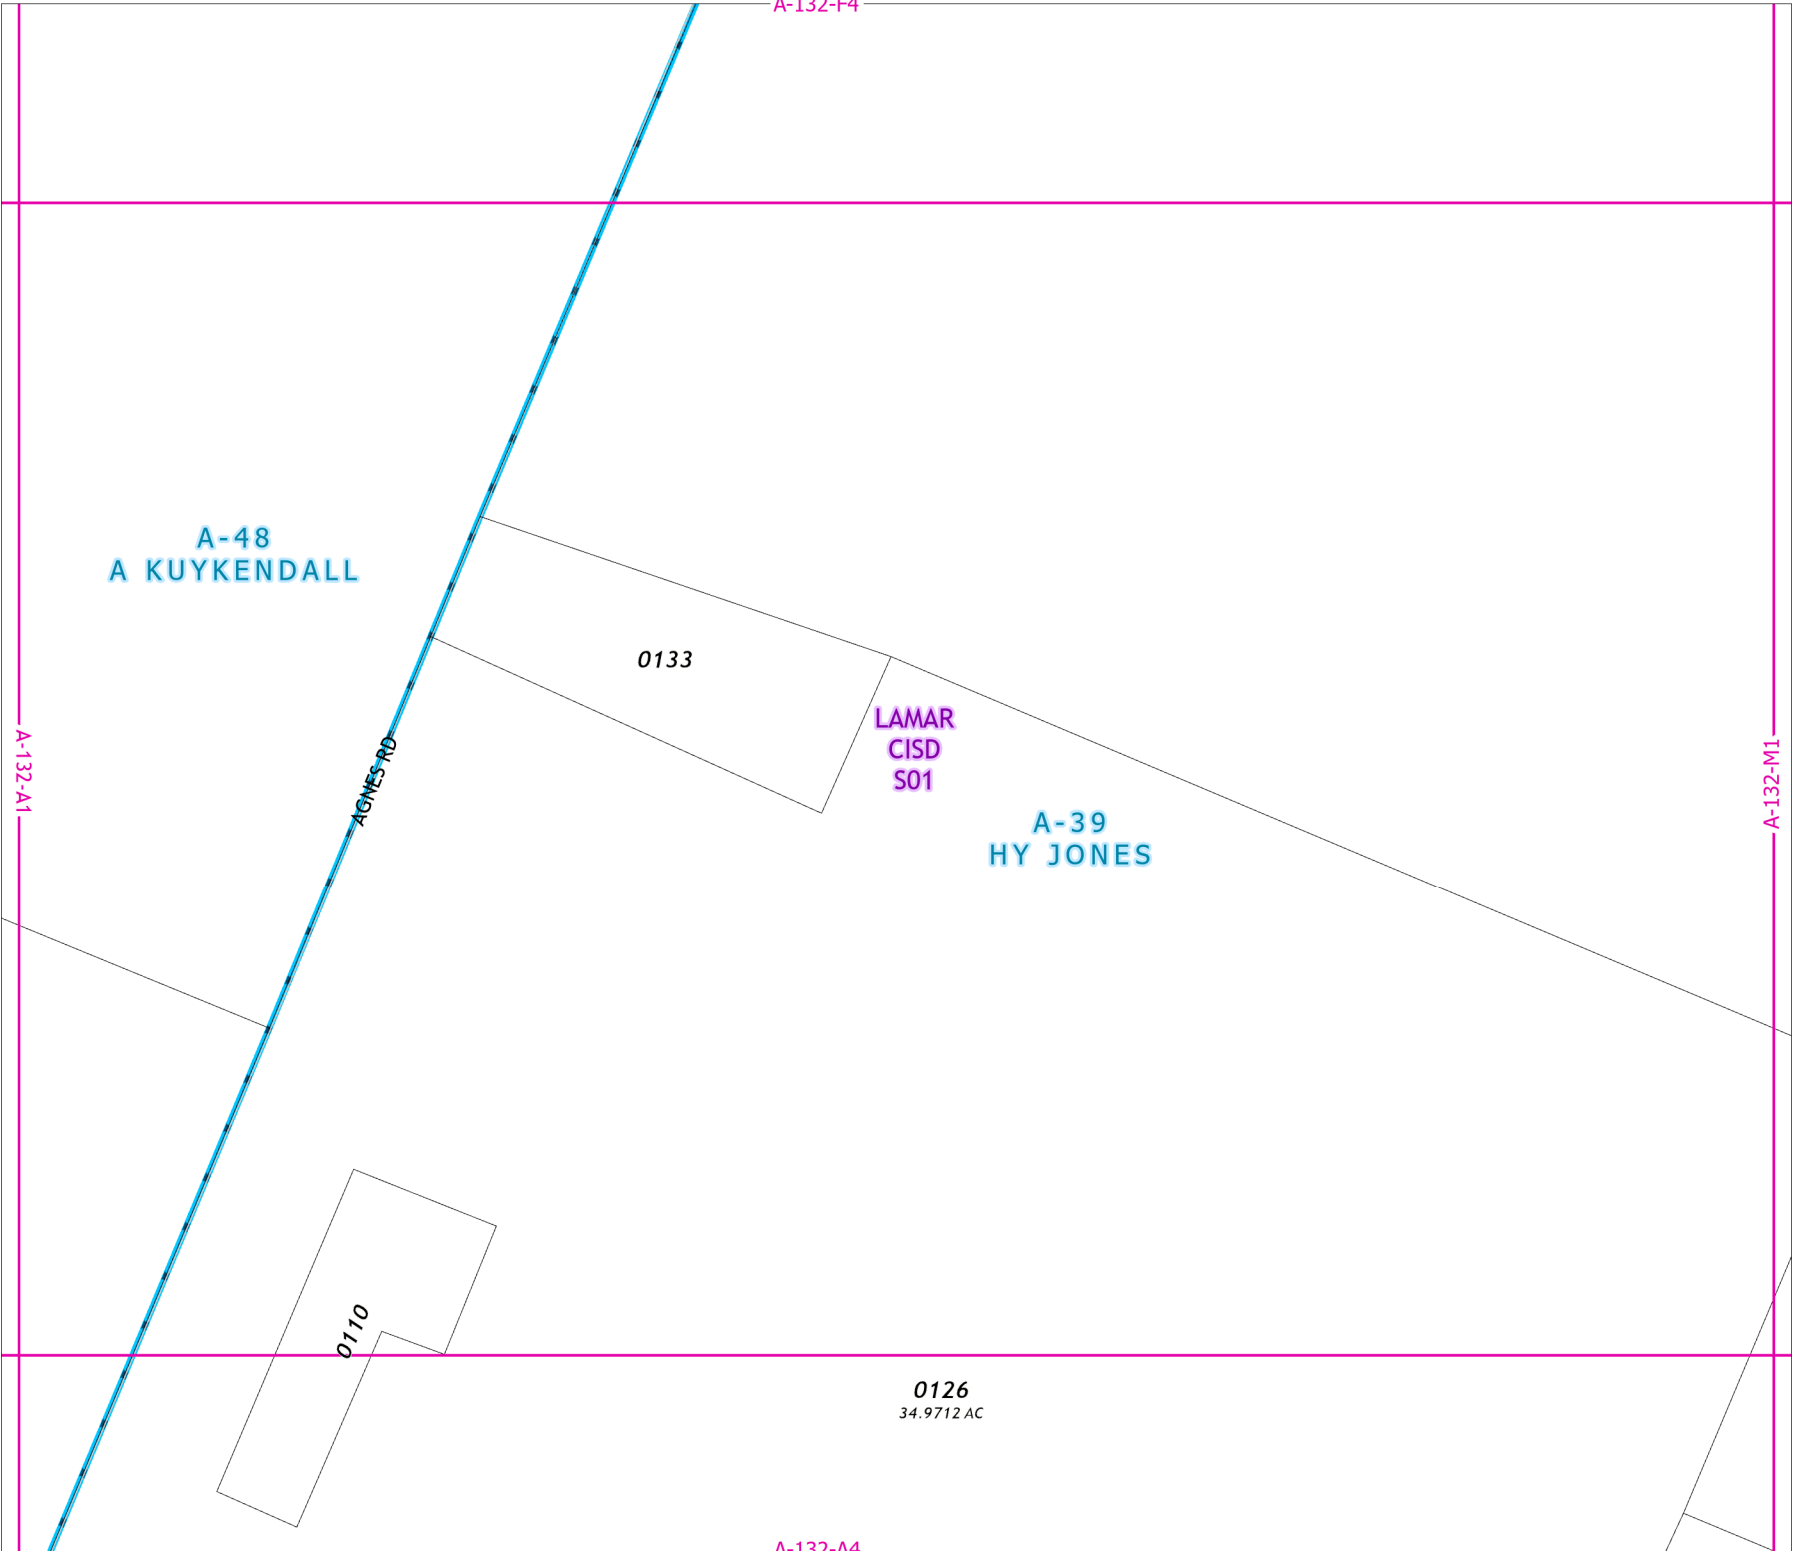 A-132-F4
A-48
A KUYKENDALL
0133
LAMAR
CISD
S01
AGNES RD
A-132-A1
A-132-M1
A-39
HY JONES
0110
0126
34.9712 AC
A-132-A4